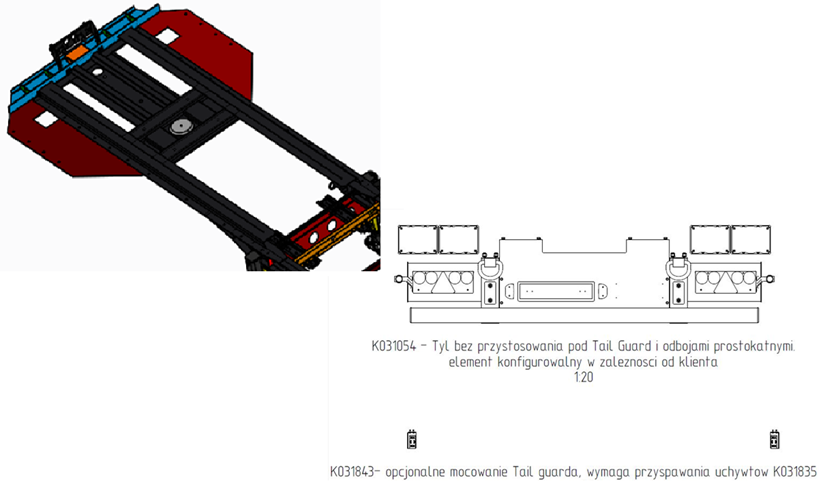 K031054 - Tyl bez przystosowania pod Tail Guard i odbojami prostokatnymi.
element konfigurowalny w zaleznosci od klienta
1:20
K031843- opcjonalne mocowanie Tail guarda, wymaga przyspawania uchywtow K031835